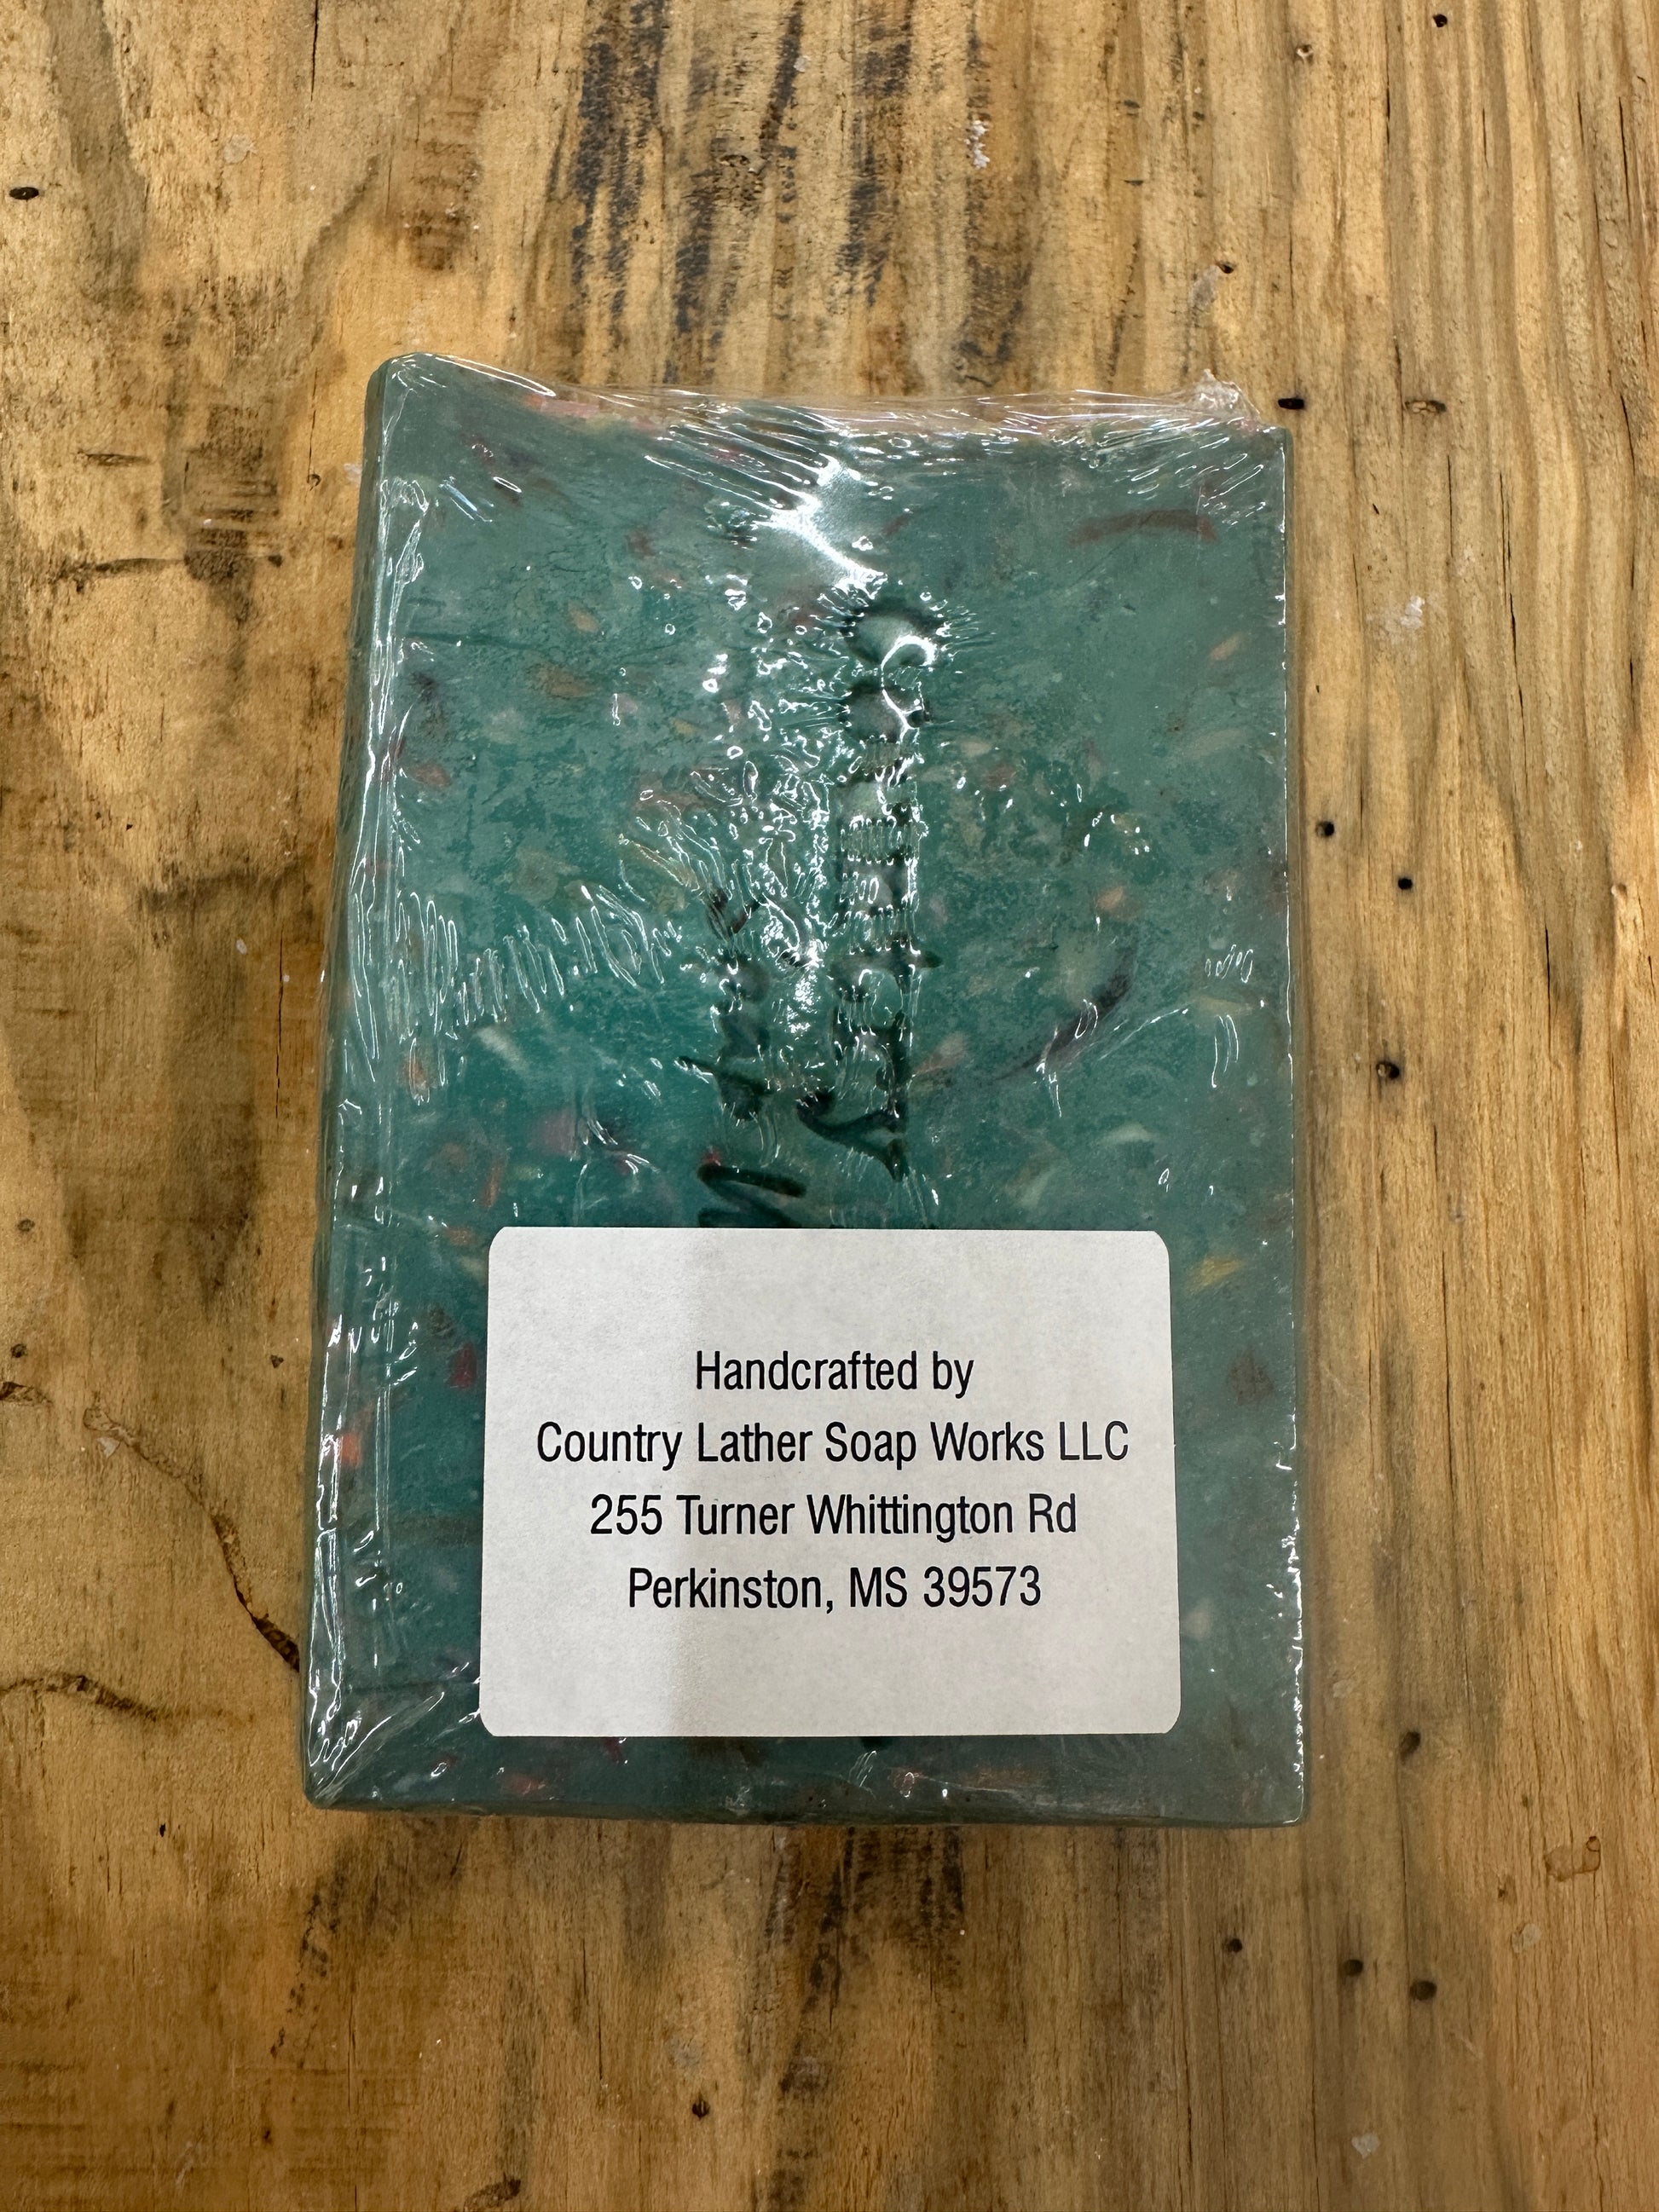 Handcrafted by
Country Lather Soap Works LLC
255 Turner Whittington Rd
Perkinston, MS 39573